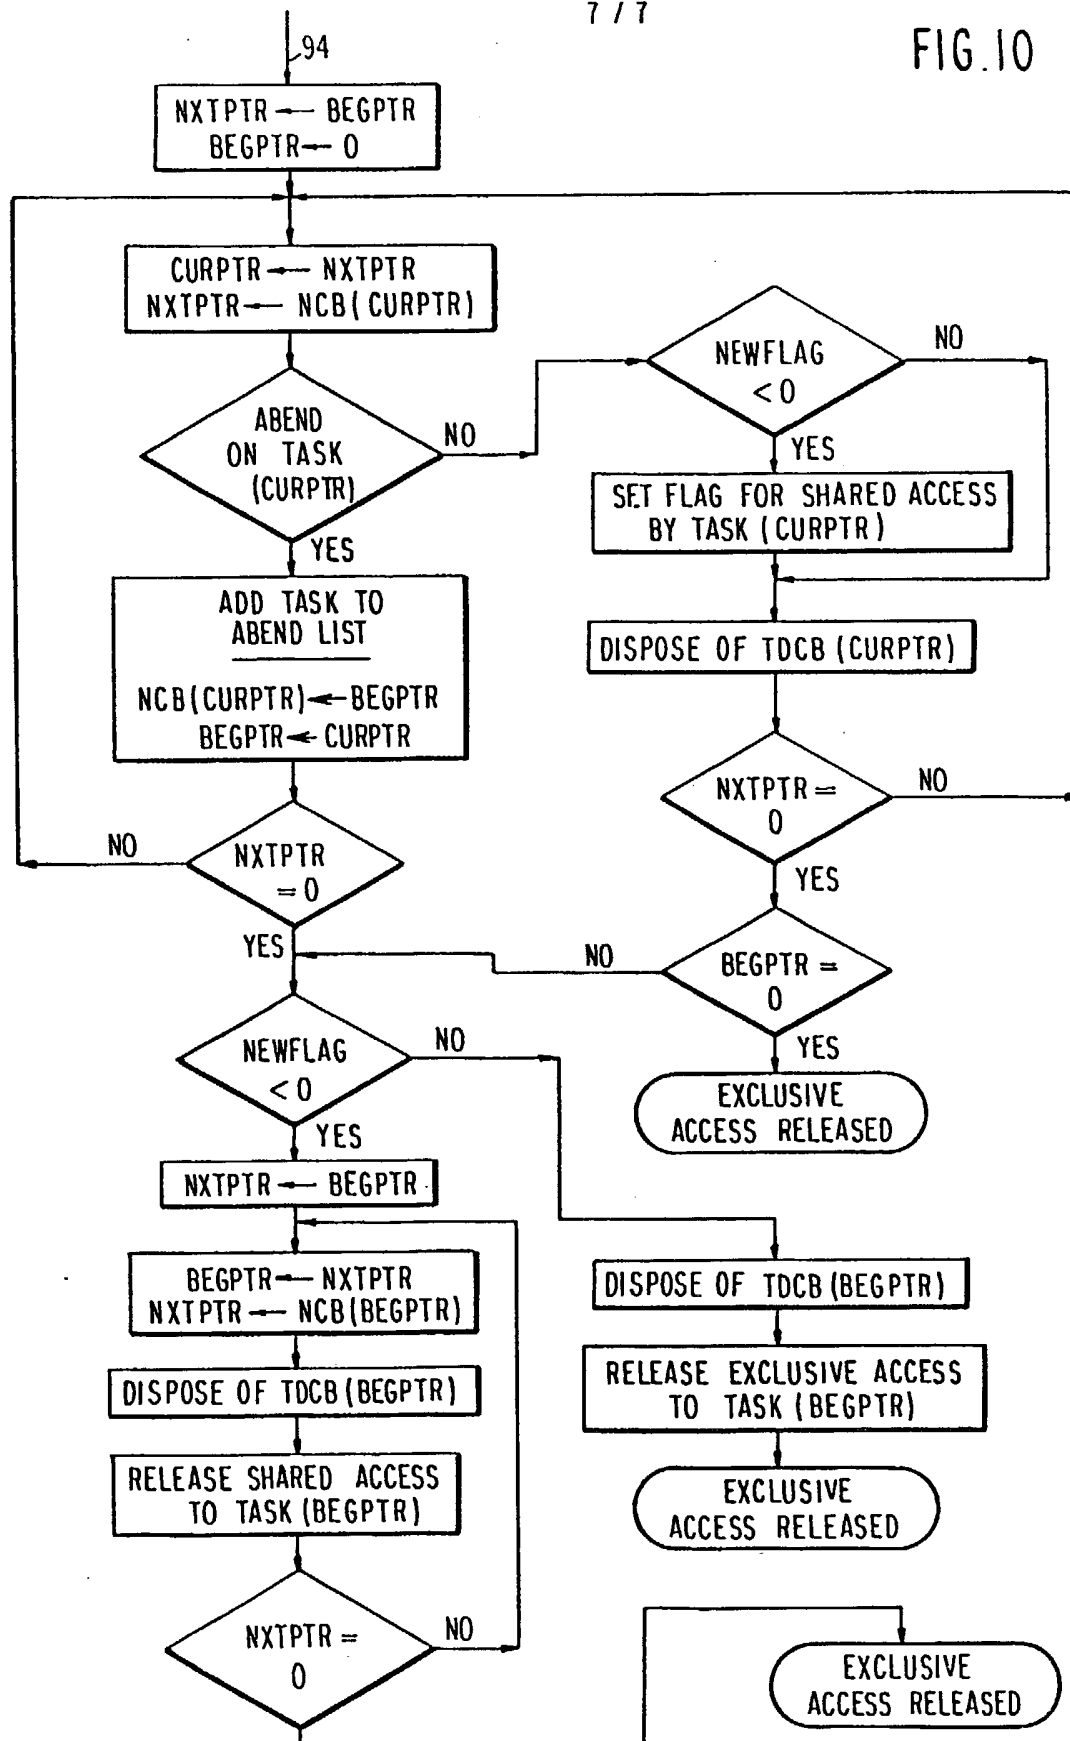 7/7
FIG.10
94
NXTPTR ← BEGPTR
BEGPTR ← 0
CURPTR ← NXTPTR
NXTPTR ← NCB(CURPTR)
ABEND
ON TASK
(CURPTR)
NO
YES
NEWFLAG
<0
NO
YES
SET FLAG FOR SHARED ACCESS
BY TASK (CURPTR)
ADD TASK TO
ABEND LIST
NCB(CURPTR) ← BEGPTR
BEGPTR ← CURPTR
DISPOSE OF TDCB (CURPTR)
NXTPTR =
0
NO
YES
NXTPTR
= 0
NO
YES
BEGPTR =
0
NO
YES
EXCLUSIVE
ACCESS RELEASED
NEWFLAG
<0
NO
YES
NXTPTR ← BEGPTR
BEGPTR ← NXTPTR
NXTPTR ← NCB(BEGPTR)
DISPOSE OF TDCB (BEGPTR)
RELEASE SHARED ACCESS
TO TASK (BEGPTR)
NXTPTR =
0
NO
DISPOSE OF TDCB (BEGPTR)
RELEASE EXCLUSIVE ACCESS
TO TASK (BEGPTR)
EXCLUSIVE
ACCESS RELEASED
EXCLUSIVE
ACCESS RELEASED